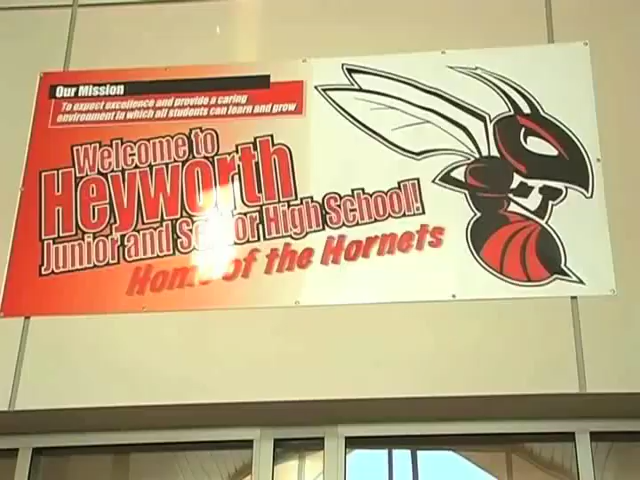 Our Mission
To expect excellence and provide a caring
environment in which all students can learn and grow
Welcome to
Heyworth
Junior and Senior High School!
Home of the Hornets